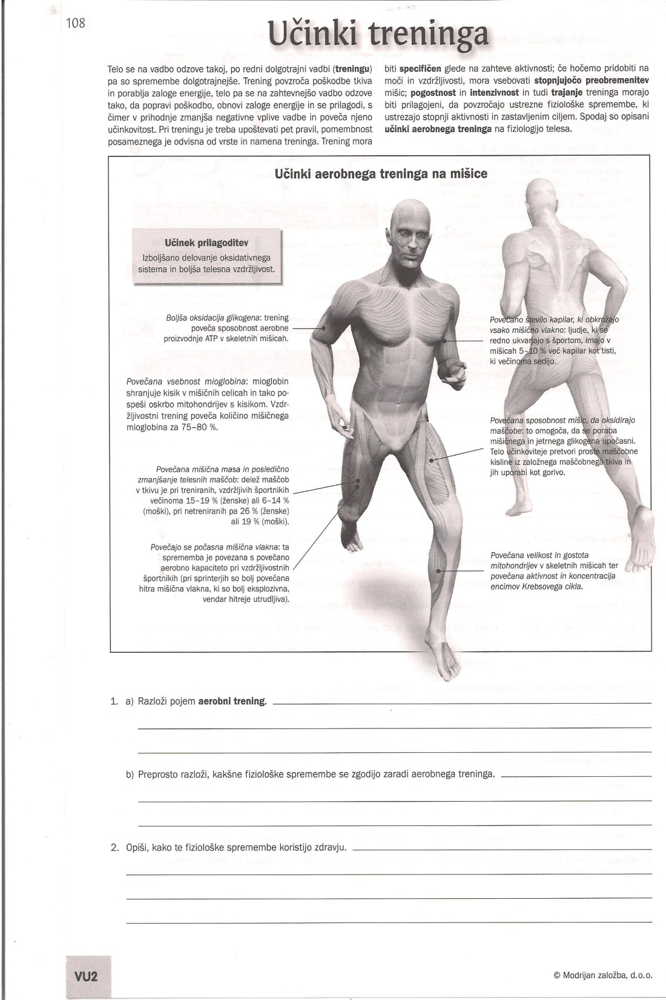 108
Učinki treninga
Telo se na vadbo odzove takoj, po redni dolgotrajni vadbi (treningu)
pa so spremembe dolgotrajnejše. Trening povzroča poškodbe tkiva
in porablja zaloge energije, telo pa se na zahtevnejšo vadbo odzove
tako, da popravi poškodbo, obnovi zaloge energije in se prilagodi, s
čimer v prihodnje zmanjša negativne vplive vadbe in poveča njeno
učinkovitost. Pri treningu je treba upoštevati pet pravil, pomembnost
posameznega je odvisna od vrste in namena treninga. Trening mora
biti specifičen glede na zahteve aktivnosti; če hočemo pridobiti na
moči in vzdržljivosti, mora vsebovati stopnjujočo preobremenitev
mišic; pogostnost in intenzivnost in tudi trajanje treninga morajo
biti prilagojeni, da povzročajo ustrezne fiziološke spremembe, ki
ustrezajo stopnji aktivnosti in zastavljenim ciljem. Spodaj so opisani
učinki aerobnega treninga na fiziologijo telesa.
Učinki aerobnega treninga na mišice
Učinek prilagoditev
Izboljšano delovanje oksidativnega
sistema in boljša telesna vzdržljivost.
Boljša oksidacija glikogena: trening
poveča sposobnost aerobne
proizvodnje ATP v skeletnih mišicah.
Povečana vsebnost mioglobina: mioglobin
shranjuje kisik v mišičnih celicah in tako po-
speši oskrbo mitohondrijev s kisikom. Vzdr-
žljivostni trening poveča količino mišičnega
mioglobina za 75–80 %.
Povečana mišična masa in posledično
zmanjšanje telesnih maščob: delež maščob
v tkivu je pri treniranih, vzdržljivih športnikih
večinoma 15–19 % (ženske) ali 6–14 %
(moški), pri netreniranih pa 26 % (ženske)
ali 19 % (moški).
Povečajo se počasna mišična vlakna: ta
sprememba je povezana s povečano
aerobno kapaciteto pri vzdržljivostnih
športnikih (pri sprinterjih so bolj povečana
hitra mišična vlakna, ki so bolj eksplozivna,
vendar hitreje utrudljiva).
Povečano število kapilar, ki obkrožajo
vsako mišično vlakno: ljudje, ki se
redno ukvarjajo s športom, imajo v
mišicah 5–10 % več kapilar kot tisti,
ki večinoma sedijo.
Povečana sposobnost mišic, da oksidirajo
maščobe: to omogoča, da se poraba
mišičnega in jetrnega glikogena upočasni.
Telo učinkoviteje pretvori proste maščobne
kisline iz založnega maščobnega tkiva in
jih uporabi kot gorivo.
Povečana velikost in gostota
mitohondrijev v skeletnih mišicah ter
povečana aktivnost in koncentracija
encimov Krebsovega cikla.
1. a) Razloži pojem aerobni trening.
b) Preprosto razloži, kakšne fiziološke spremembe se zgodijo zaradi aerobnega treninga.
2. Opiši, kako te fiziološke spremembe koristijo zdravju.
VU2
© Modrijan založba, d.o.o.